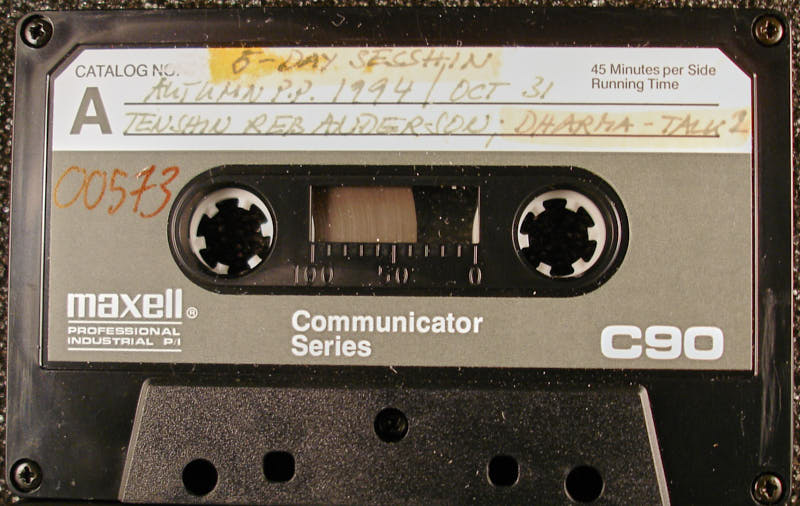 CATALOG NO.
5-DAY SESSHIN
45 Minutes per Side
Running Time
A
AUTUMN P.P. 1994 / OCT 31
TENSHIN REB ANDERSON; DHARMA-TALK 2
00573
100 50 0
maxell®
PROFESSIONAL
INDUSTRIAL P/I
Communicator
Series
C90